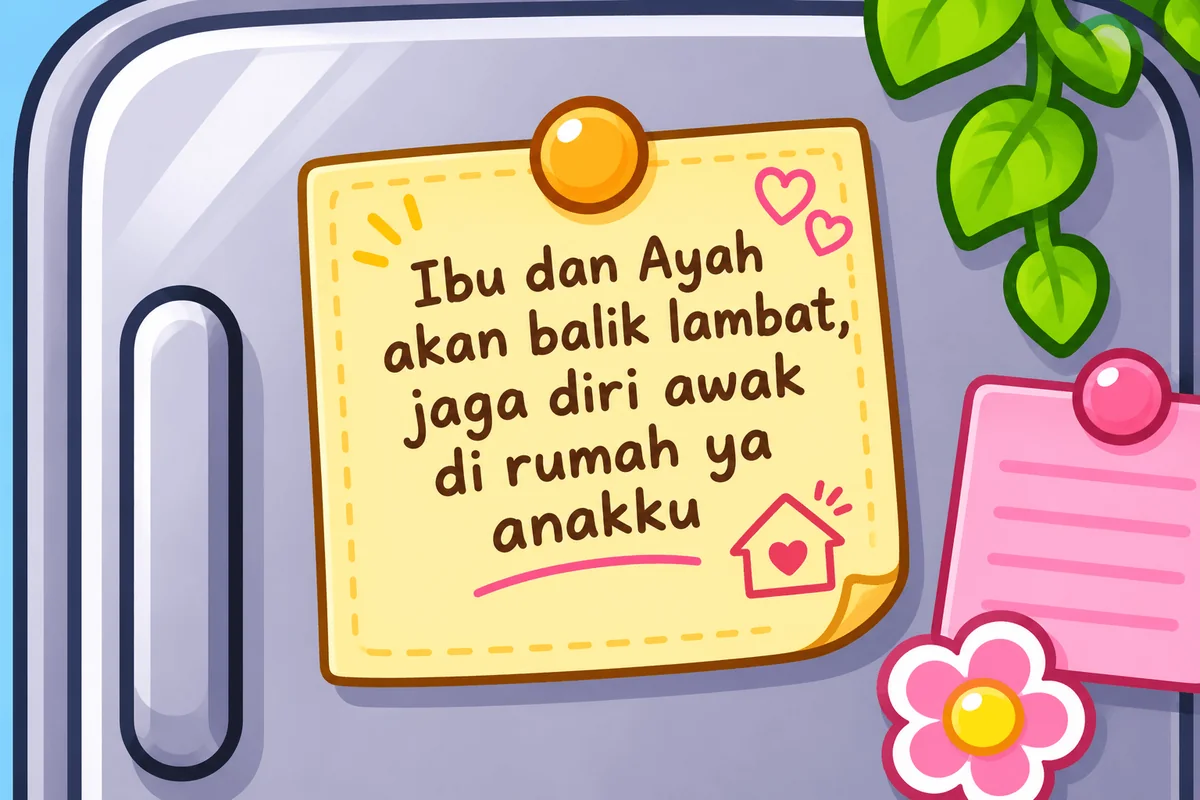 Ibu dan Ayah
akan balik lambat,
jaga diri awak
di rumah ya
anakku